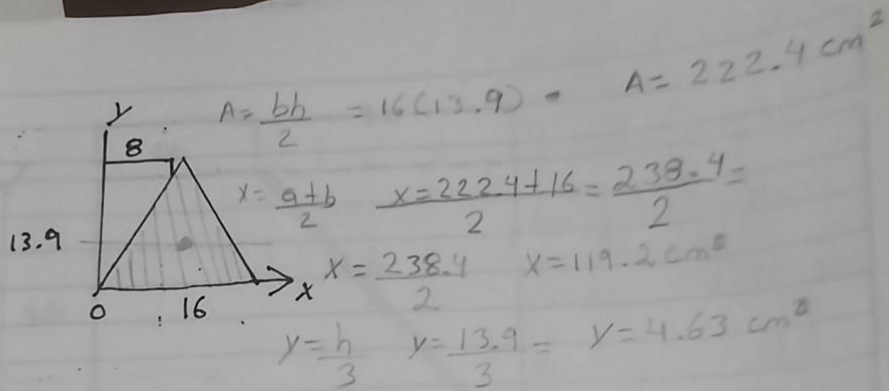 A = bh/2 = 16(13.9) - A = 222.4 cm²
y
8
x = a+b/2 x = 222.4+16/2 = 238.4/2 =
13.9
x = 238.4/2 x = 119.2 cm²
x
0 16
y = h/3 y = 13.9/3 = y = 4.63 cm²